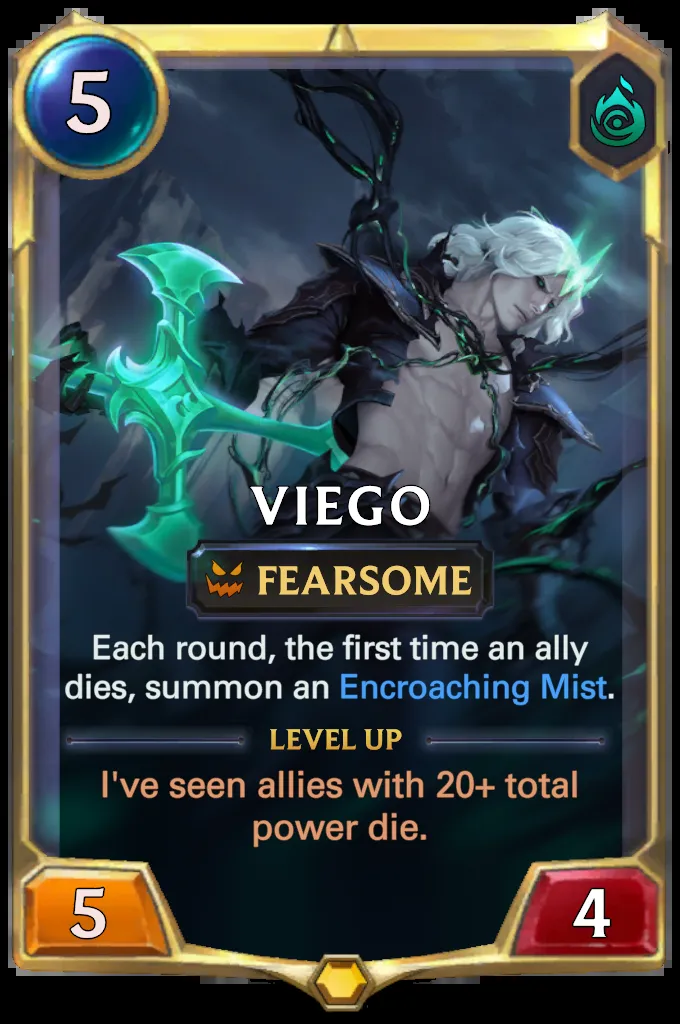 5
VIEGO
FEARSOME
Each round, the first time an ally
dies, summon an Encroaching Mist.
LEVEL UP
I've seen allies with 20+ total
power die.
5
4